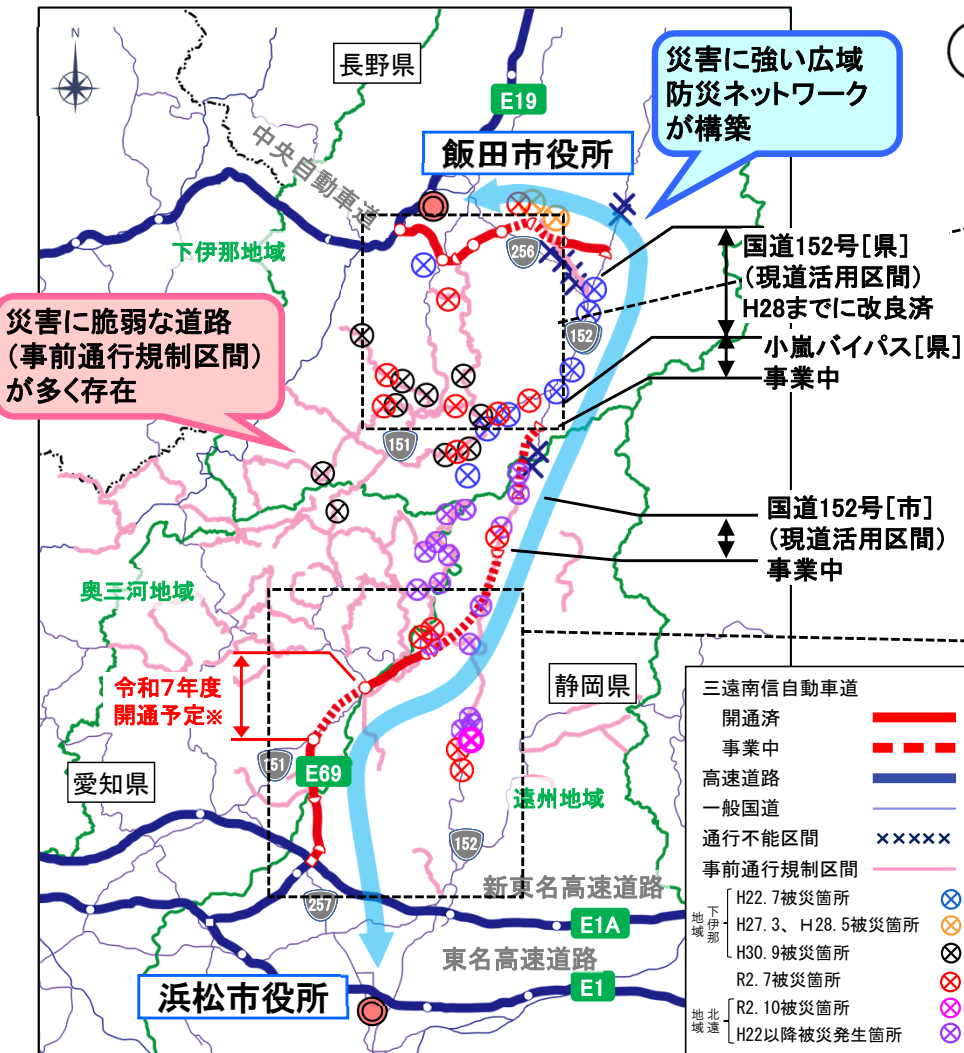 N
長野県
災害に強い広域
防災ネットワーク
が構築
E19
中央自動車道
飯田市役所
下伊那地域
256
国道152号[県]
(現道活用区間)
H28までに改良済
災害に脆弱な道路
(事前通行規制区間)
が多く存在
152
小嵐バイパス[県]
事業中
151
国道152号[市]
(現道活用区間)
事業中
奥三河地域
令和7年度
開通予定※
静岡県
151
E69
愛知県
遠州地域
152
新東名高速道路
257
E1A
東名高速道路
E1
浜松市役所
三遠南信自動車道
開通済
事業中
高速道路
一般国道
通行不能区間
事前通行規制区間
下伊那地域
H22.7被災箇所
H27.3、H28.5被災箇所
H30.9被災箇所
R2.7被災箇所
北遠地域
R2.10被災箇所
H22以降被災発生箇所